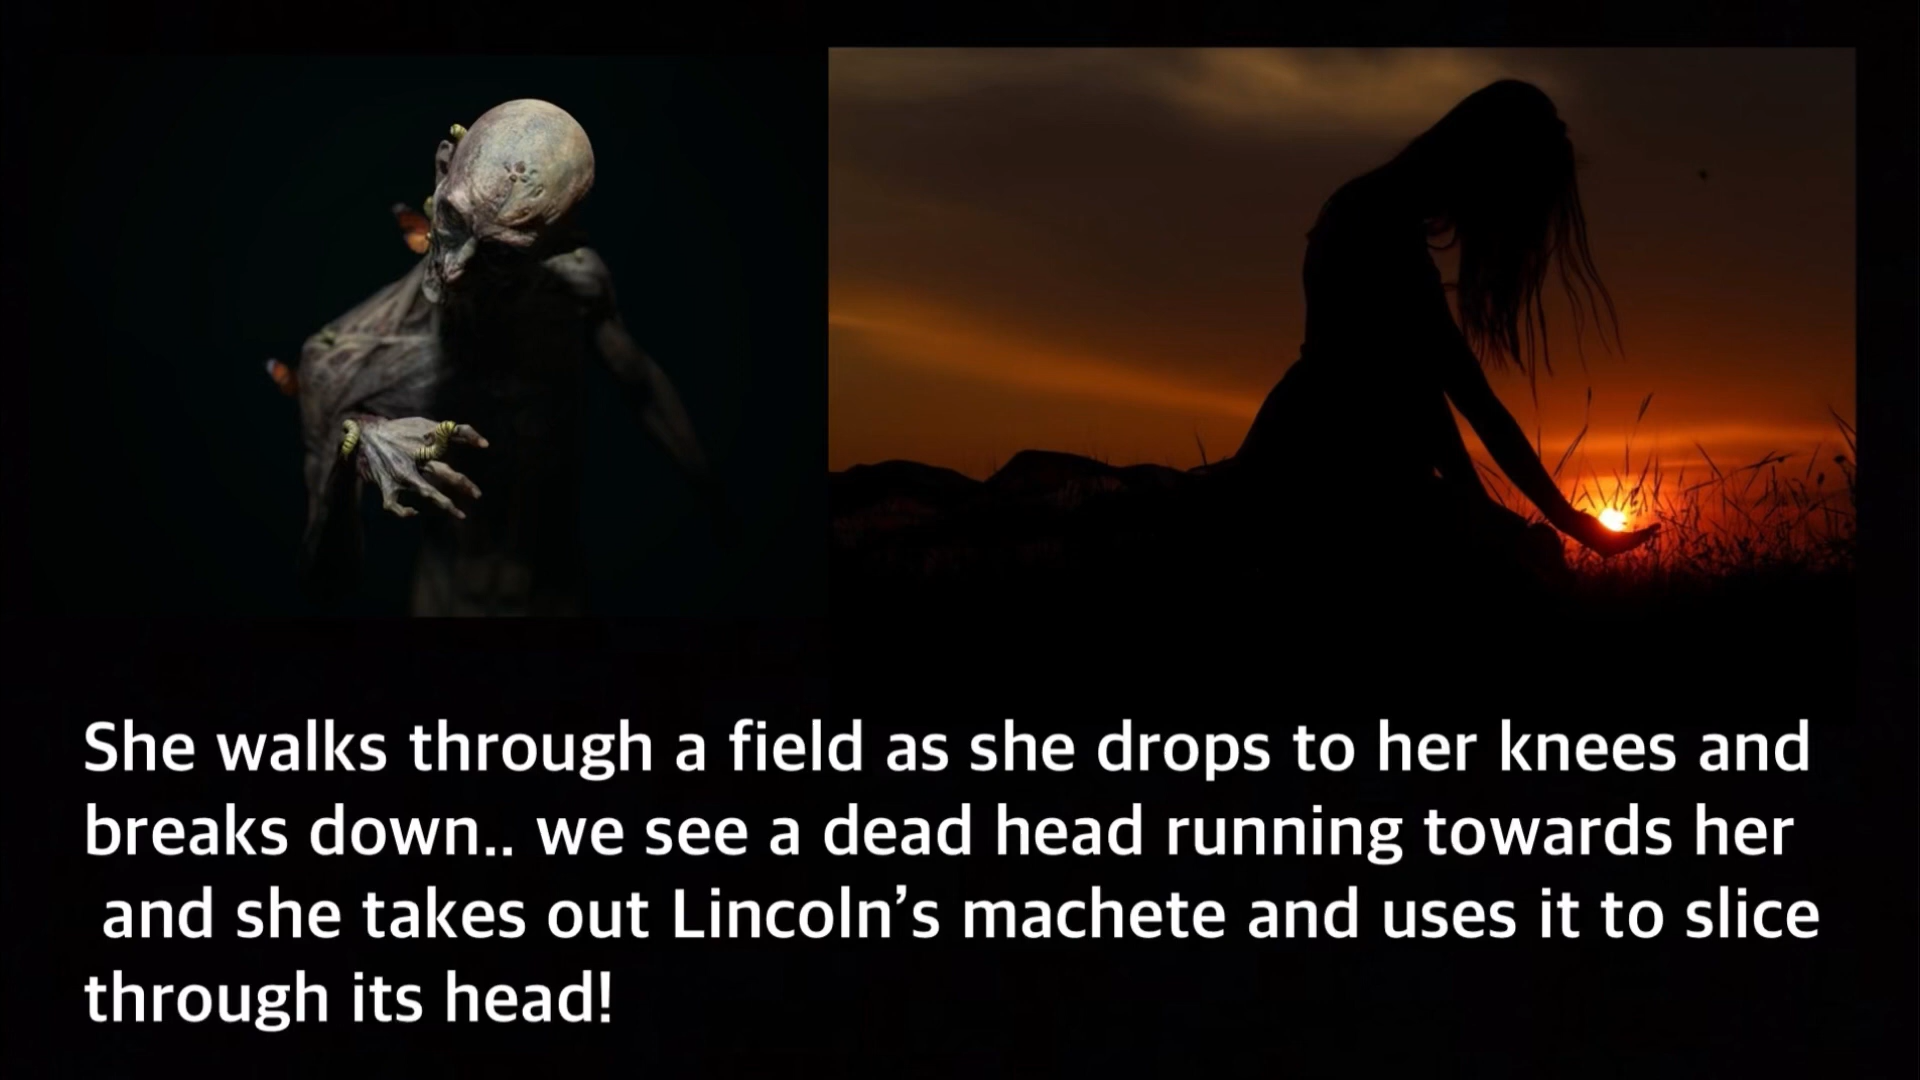 She walks through a field as she drops to her knees and
breaks down.. we see a dead head running towards her
and she takes out Lincoln’s machete and uses it to slice
through its head!